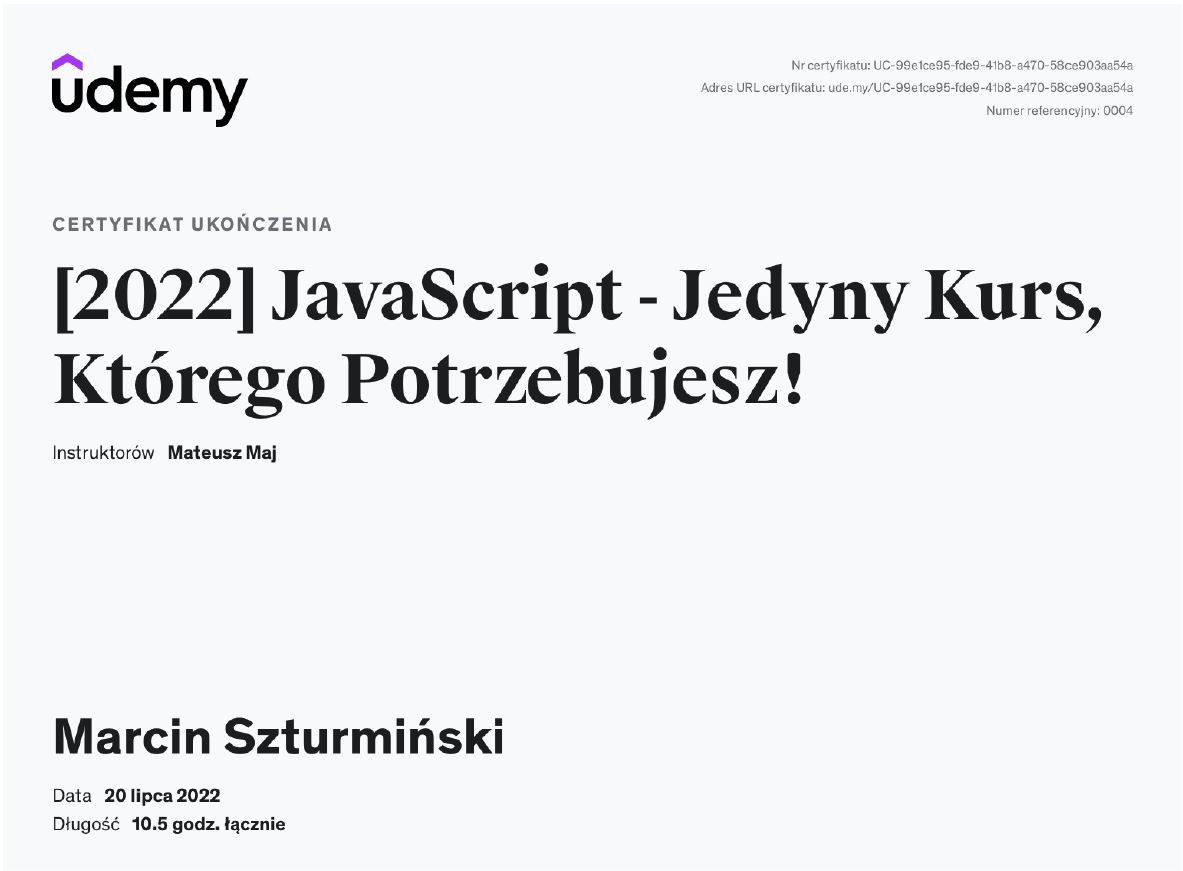 udemy
Nr certyfikatu: UC-99e1ce95-fde9-41b8-a470-58ce903aa54a
Adres URL certyfikatu: ude.my/UC-99e1ce95-fde9-41b8-a470-58ce903aa54a
Numer referencyjny: 0004
CERTYFIKAT UKOŃCZENIA
[2022] JavaScript - Jedyny Kurs,
Którego Potrzebujesz!
Instruktorów Mateusz Maj
Marcin Szturmiński
Data 20 lipca 2022
Długość 10.5 godz. łącznie